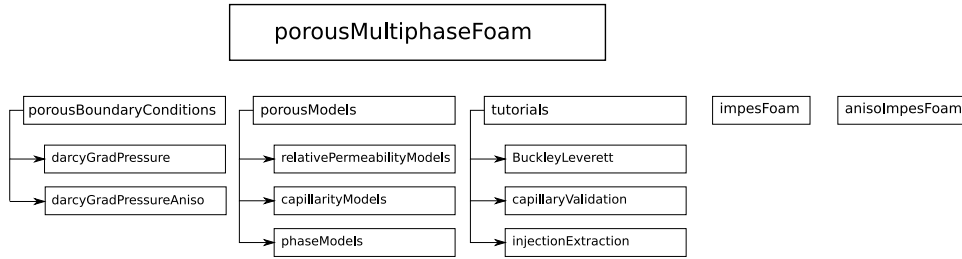 porousMultiphaseFoam
porousBoundaryConditions
darcyGradPressure
darcyGradPressureAniso
porousModels
relativePermeabilityModels
capillarityModels
phaseModels
tutorials
BuckleyLeverett
capillaryValidation
injectionExtraction
impesFoam
anisoImpesFoam